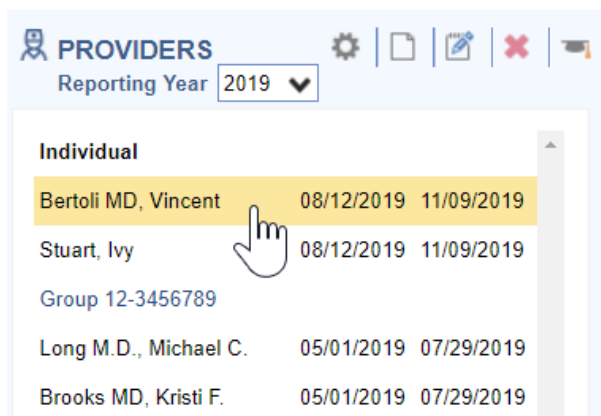 PROVIDERS
Reporting Year 2019
Individual
Bertoli MD, Vincent 08/12/2019 11/09/2019
Stuart, Ivy 08/12/2019 11/09/2019
Group 12-3456789
Long M.D., Michael C. 05/01/2019 07/29/2019
Brooks MD, Kristi F. 05/01/2019 07/29/2019